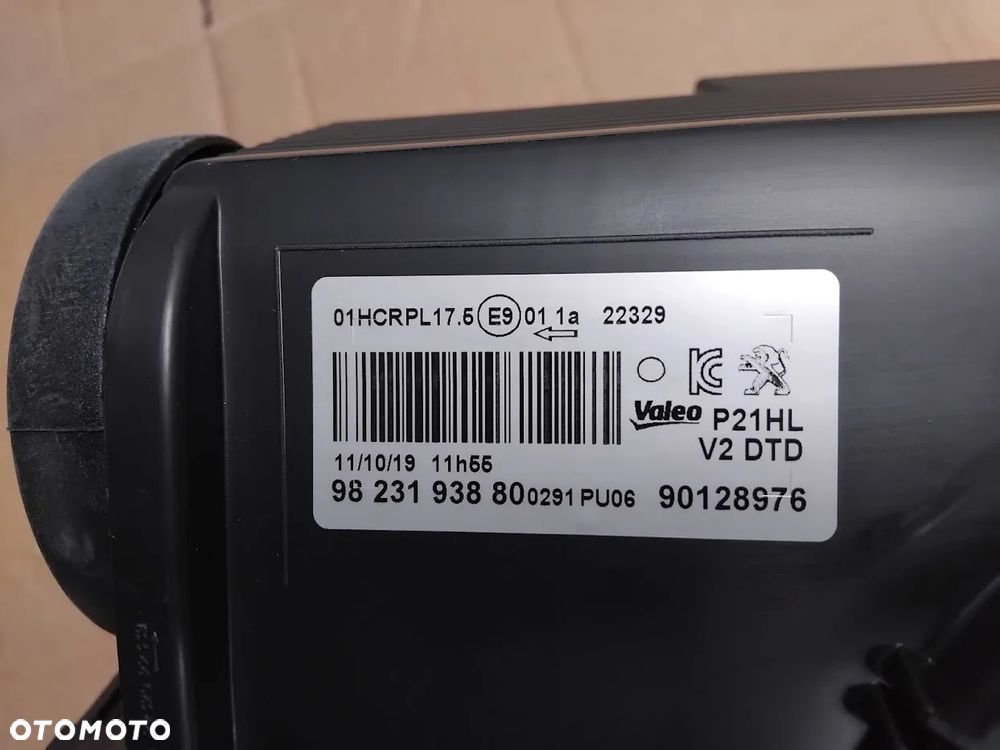 01HCRPL17.5 E9 01 1a 22329
KC
Valeo P21HL
V2 DTD
11/10/19 11h55
98 231 938 80 0291 PU06 90128976
OTOMOTO